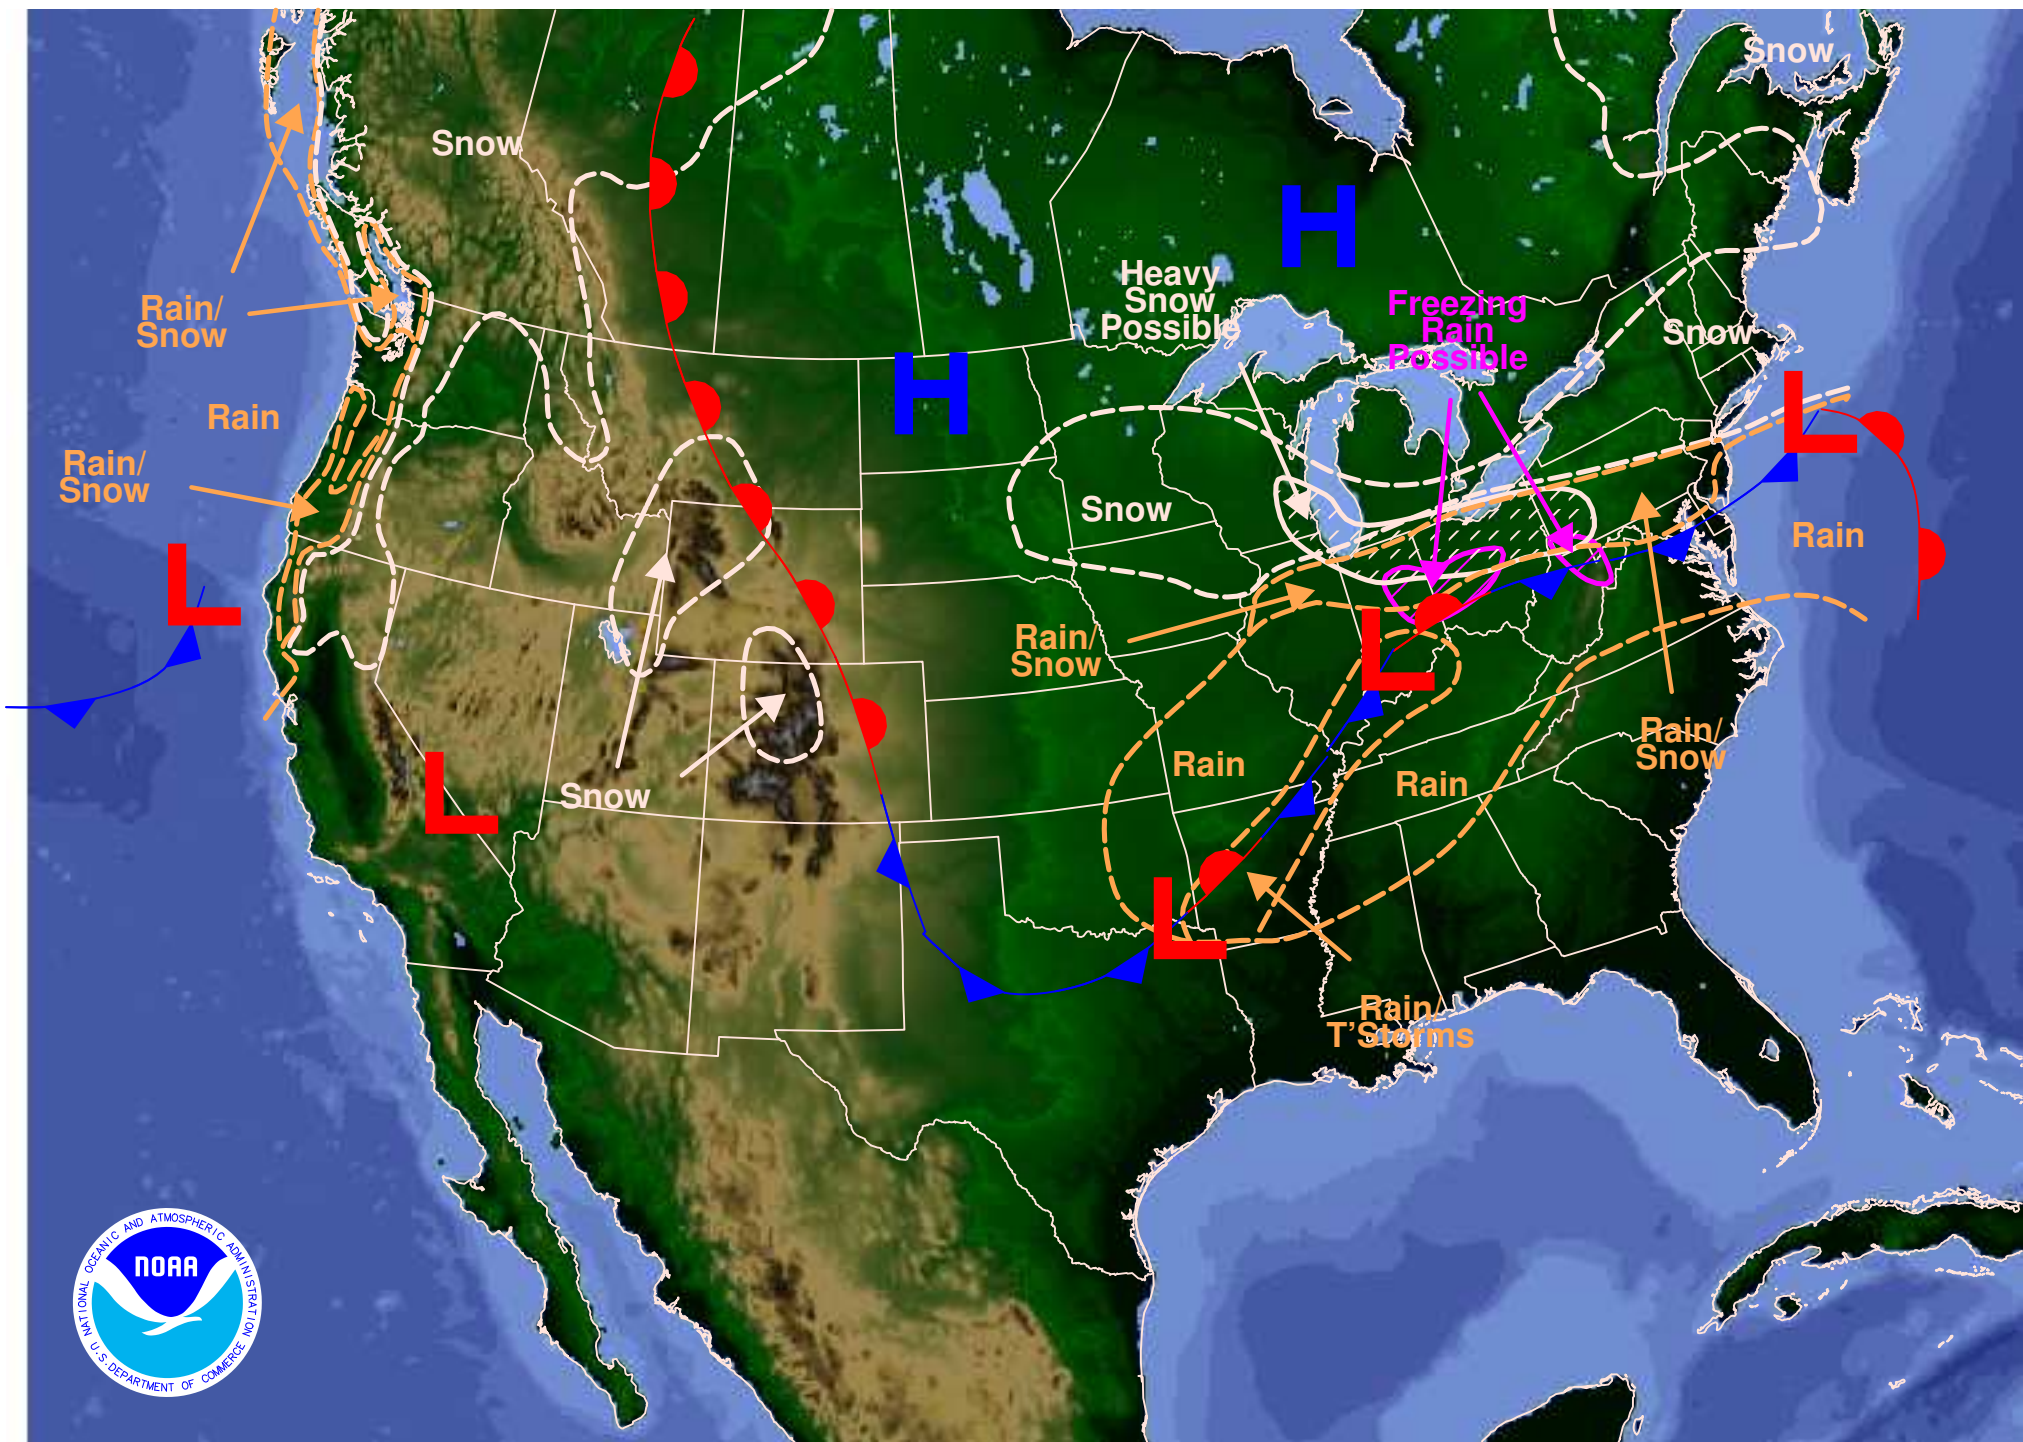 Snow
Snow
H
Heavy
Snow
Possible
Freezing
Rain
Possible
Rain/
Snow
Snow
H
L
Rain
Rain/
Snow
Snow
Rain
L
Rain/
Snow
L
Rain/
Snow
Rain
Rain
Snow
L
L
Rain/
T'Storms
NATIONAL OCEANIC AND ATMOSPHERIC ADMINISTRATION
NOAA
U.S. DEPARTMENT OF COMMERCE